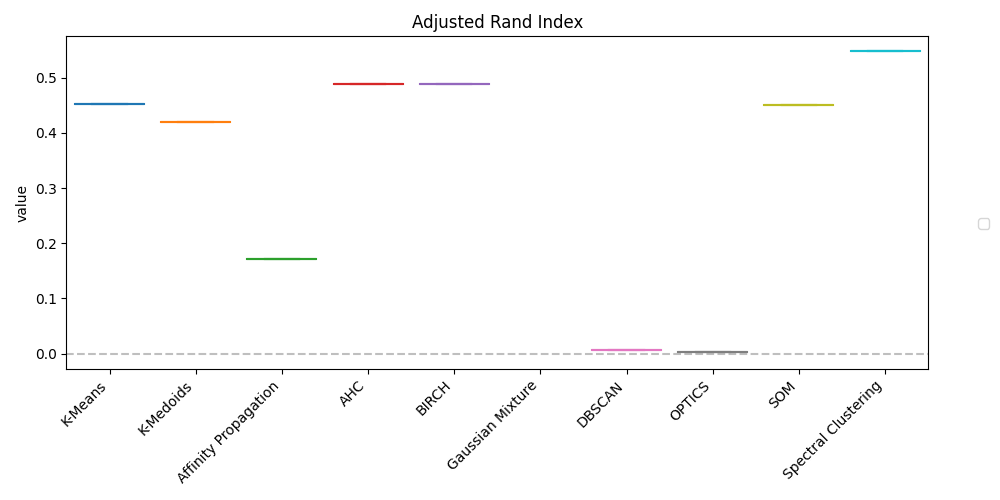 Adjusted Rand Index
value
0.5
0.4
0.3
0.2
0.1
0.0
K-Means
K-Medoids
Affinity Propagation
AHC
BIRCH
Gaussian Mixture
DBSCAN
OPTICS
SOM
Spectral Clustering